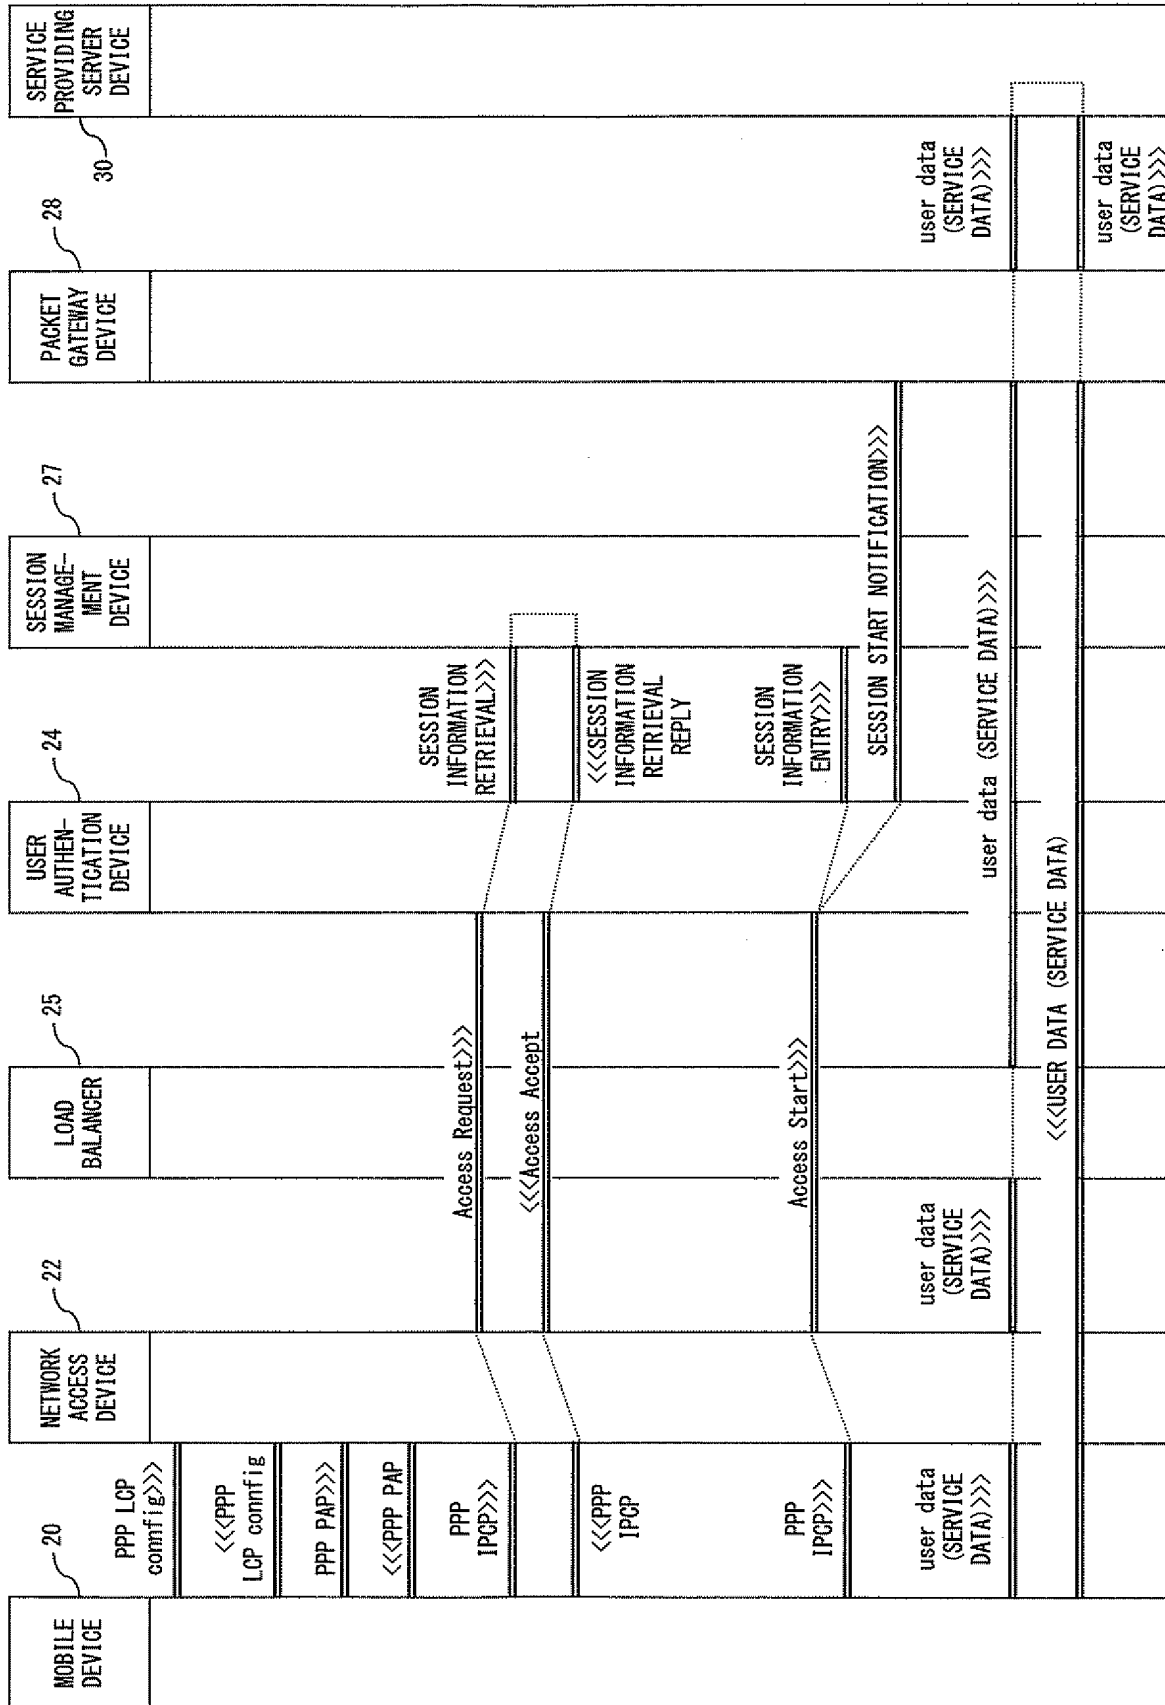 MOBILE
DEVICE
20
NETWORK
ACCESS
DEVICE
22
LOAD
BALANCER
25
USER
AUTHEN-
TICATION
DEVICE
24
SESSION
MANAGE-
MENT
DEVICE
27
PACKET
GATEWAY
DEVICE
28
SERVICE
PROVIDING
SERVER
DEVICE
30
PPP LCP
connfig>>>
<<<PPP
LCP connfig
PPP PAP>>>
<<<PPP PAP
PPP
IPCP>>>
Access Request>>>
SESSION
INFORMATION
RETRIEVAL>>>
<<<Access Accept
<<<PPP
IPCP
<<<SESSION
INFORMATION
RETRIEVAL
REPLY
PPP
IPCP>>>
Access Start>>>
SESSION
INFORMATION
ENTRY>>>
SESSION START NOTIFICATION>>>
user data
(SERVICE
DATA)>>>
user data
(SERVICE
DATA)>>>
user data (SERVICE DATA)>>>
user data
(SERVICE
DATA)>>>
<<<USER DATA (SERVICE DATA)
user data
(SERVICE
DATA)>>>